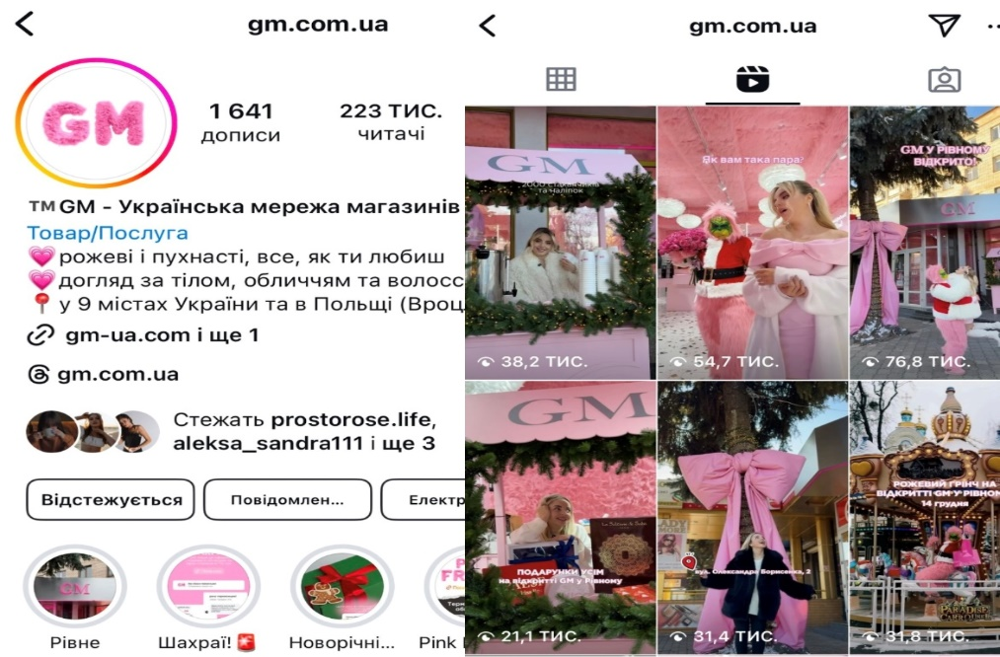 gm.com.ua
GM
1 641
дописи
223 ТИС.
читачі
™GM – Українська мережа магазинів
Товар/Послуга
💗рожеві і пухнасті, все, як ти любиш
💗догляд за тілом, обличчям та волосс
📍у 9 містах України та в Польщі (Вроц
gm-ua.com і ще 1
gm.com.ua
Стежать prostorose.life,
aleksa_sandra111 і ще 3
Відстежується
Повідомлен...
Електр
GM
Рівне
Шахраї!🚨
Новорічні...
Pink
gm.com.ua
GM
38,2 ТИС.
Як вам така пара?
54,7 ТИС.
GM У РІВНОМУ
ВІДКРИТО!
GM
76,8 ТИС.
GM
ПОДАРУНКИ УСІМ
на відкритті GM у Рівному
21,1 ТИС.
вул. Олександра Борисенка, 2
31,4 ТИС.
РОЖЕВИЙ ГРІНЧ НА
ВІДКРИТТІ GM У РІВНОМ
14 грудня
PARADISE
CARROUSEL
31,8 ТИС.